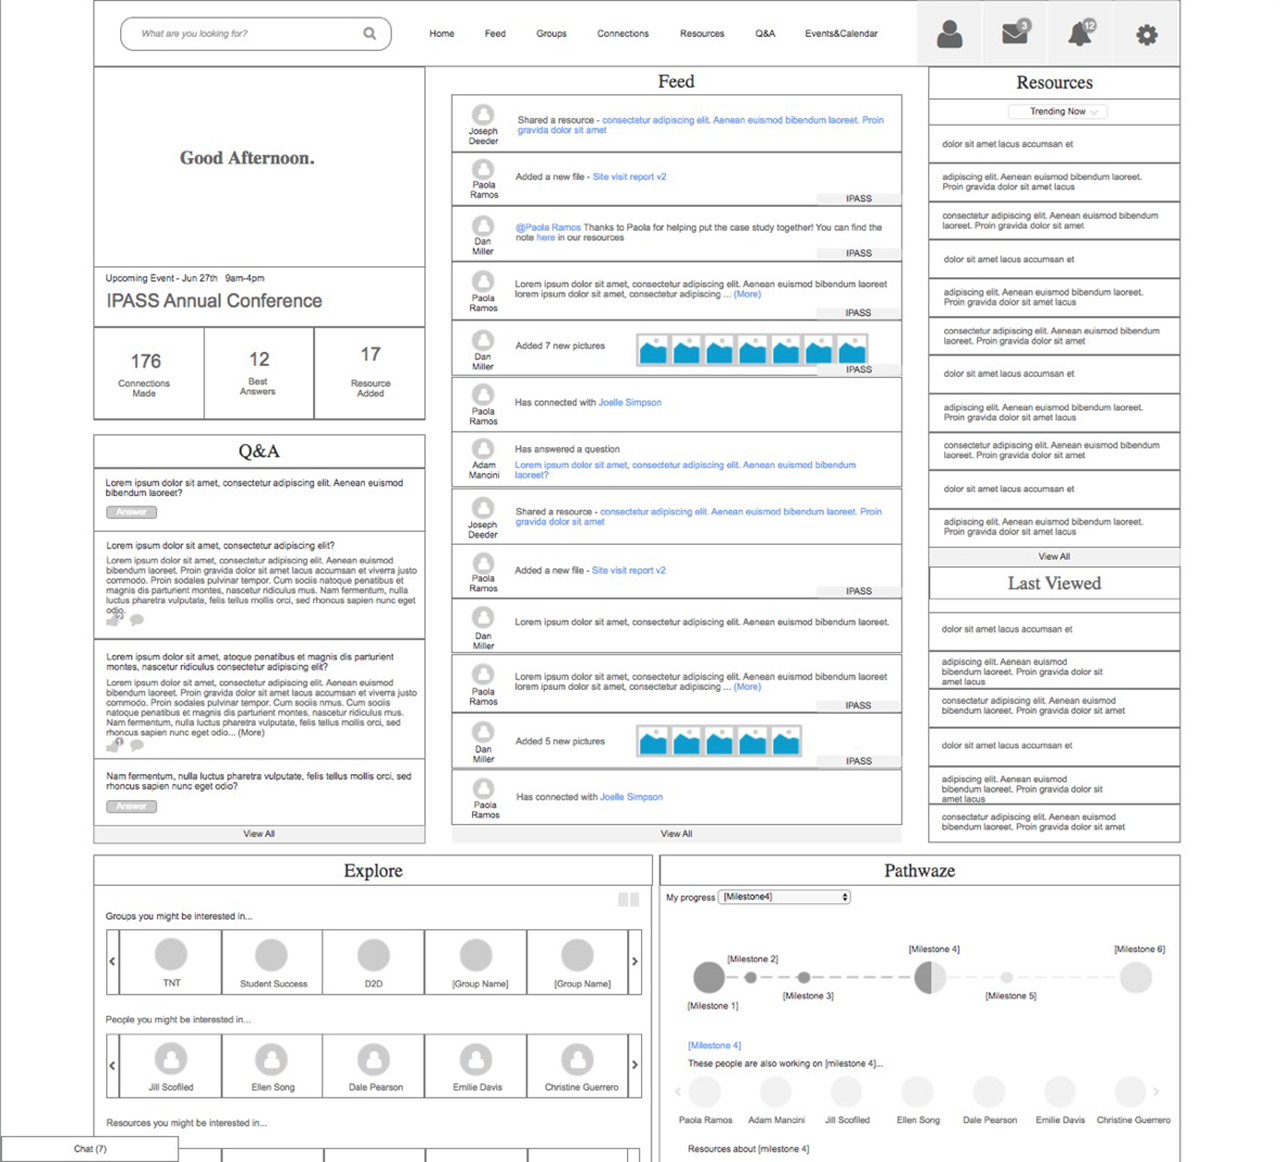 What are you looking for?
Home
Feed
Groups
Connections
Resources
Q&A
Events&Calendar
3
12
Good Afternoon.
Upcoming Event - Jun 27th 9am-4pm
IPASS Annual Conference
176
Connections
Made
12
Best
Answers
17
Resource
Added
Q&A
Lorem ipsum dolor sit amet, consectetur adipiscing elit. Aenean euismod
bibendum laoreet?
Answer
Lorem ipsum dolor sit amet, consectetur adipiscing elit?
Lorem ipsum dolor sit amet, consectetur adipiscing elit. Aenean euismod
bibendum laoreet. Proin gravida dolor sit amet lacus accumsan et viverra justo
commodo. Proin sodales pulvinar tempor. Cum sociis natoque penatibus et
magnis dis parturient montes, nascetur ridiculus mus. Nam fermentum, nulla
luctus pharetra vulputate, felis tellus mollis orci, sed rhoncus sapien nunc eget
odio.
Lorem ipsum dolor sit amet, atoque penatibus et magnis dis parturient
montes, nascetur ridiculus consectetur adipiscing elit?
Lorem ipsum dolor sit amet, consectetur adipiscing elit. Aenean euismod
bibendum laoreet. Proin gravida dolor sit amet lacus accumsan et viverra justo
commodo. Proin sodales pulvinar tempor. Cum sociis nmus. Cum sociis
natoque penatibus et magnis dis parturient montes, nascetur ridiculus mus.
Nam fermentum, nulla luctus pharetra vulputate, felis tellus mollis orci, sed
rhoncus sapien nunc eget odio... (More)
Nam fermentum, nulla luctus pharetra vulputate, felis tellus mollis orci, sed
rhoncus sapien nunc eget odio?
Answer
View All
Feed
Joseph
Deeder
Shared a resource - consectetur adipiscing elit. Aenean euismod bibendum laoreet. Proin
gravida dolor sit amet
Paola
Ramos
Added a new file - Site visit report v2
IPASS
Dan
Miller
@Paola Ramos Thanks to Paola for helping put the case study together! You can find the
note here in our resources
IPASS
Paola
Ramos
Lorem ipsum dolor sit amet, consectetur adipiscing elit. Aenean euismod bibendum laoreet
lorem ipsum dolor sit amet, consectetur adipiscing ... (More)
IPASS
Dan
Miller
Added 7 new pictures
IPASS
Paola
Ramos
Has connected with Joelle Simpson
Adam
Mancini
Has answered a question
Lorem ipsum dolor sit amet, consectetur adipiscing elit. Aenean euismod bibendum
laoreet?
Joseph
Deeder
Shared a resource - consectetur adipiscing elit. Aenean euismod bibendum laoreet. Proin
gravida dolor sit amet
Paola
Ramos
Added a new file - Site visit report v2
IPASS
Dan
Miller
Lorem ipsum dolor sit amet, consectetur adipiscing elit. Aenean euismod bibendum laoreet.
Paola
Ramos
Lorem ipsum dolor sit amet, consectetur adipiscing elit. Aenean euismod bibendum laoreet
lorem ipsum dolor sit amet, consectetur adipiscing ... (More)
IPASS
Dan
Miller
Added 5 new pictures
IPASS
Paola
Ramos
Has connected with Joelle Simpson
View All
Resources
Trending Now
dolor sit amet lacus accumsan et
adipiscing elit. Aenean euismod bibendum laoreet.
Proin gravida dolor sit amet lacus
consectetur adipiscing elit. Aenean euismod bibendum
laoreet. Proin gravida dolor sit amet
dolor sit amet lacus accumsan et
adipiscing elit. Aenean euismod bibendum laoreet.
Proin gravida dolor sit amet lacus
consectetur adipiscing elit. Aenean euismod bibendum
laoreet. Proin gravida dolor sit amet
dolor sit amet lacus accumsan et
adipiscing elit. Aenean euismod bibendum laoreet.
Proin gravida dolor sit amet lacus
consectetur adipiscing elit. Aenean euismod bibendum
laoreet. Proin gravida dolor sit amet
dolor sit amet lacus accumsan et
adipiscing elit. Aenean euismod bibendum laoreet.
Proin gravida dolor sit amet lacus
View All
Last Viewed
dolor sit amet lacus accumsan et
adipiscing elit. Aenean euismod
bibendum laoreet. Proin gravida dolor sit
amet lacus
consectetur adipiscing elit. Aenean euismod
bibendum laoreet. Proin gravida dolor sit amet
dolor sit amet lacus accumsan et
adipiscing elit. Aenean euismod
bibendum laoreet. Proin gravida dolor sit
amet lacus
consectetur adipiscing elit. Aenean euismod
bibendum laoreet. Proin gravida dolor sit amet
Explore
Groups you might be interested in...
TNT
Student Success
D2D
[Group Name]
[Group Name]
People you might be interested in...
Jill Scofiled
Ellen Song
Dale Pearson
Emilie Davis
Christine Guerrero
Resources you might be interested in...
Chat (7)
Pathwaze
My progress
[Milestone4]
[Milestone 1]
[Milestone 2]
[Milestone 3]
[Milestone 4]
[Milestone 5]
[Milestone 6]
[Milestone 4]
These people are also working on [milestone 4]...
Paola Ramos
Adam Mancini
Jill Scofiled
Ellen Song
Dale Pearson
Emilie Davis
Christine Guerrero
Resources about [milestone 4]